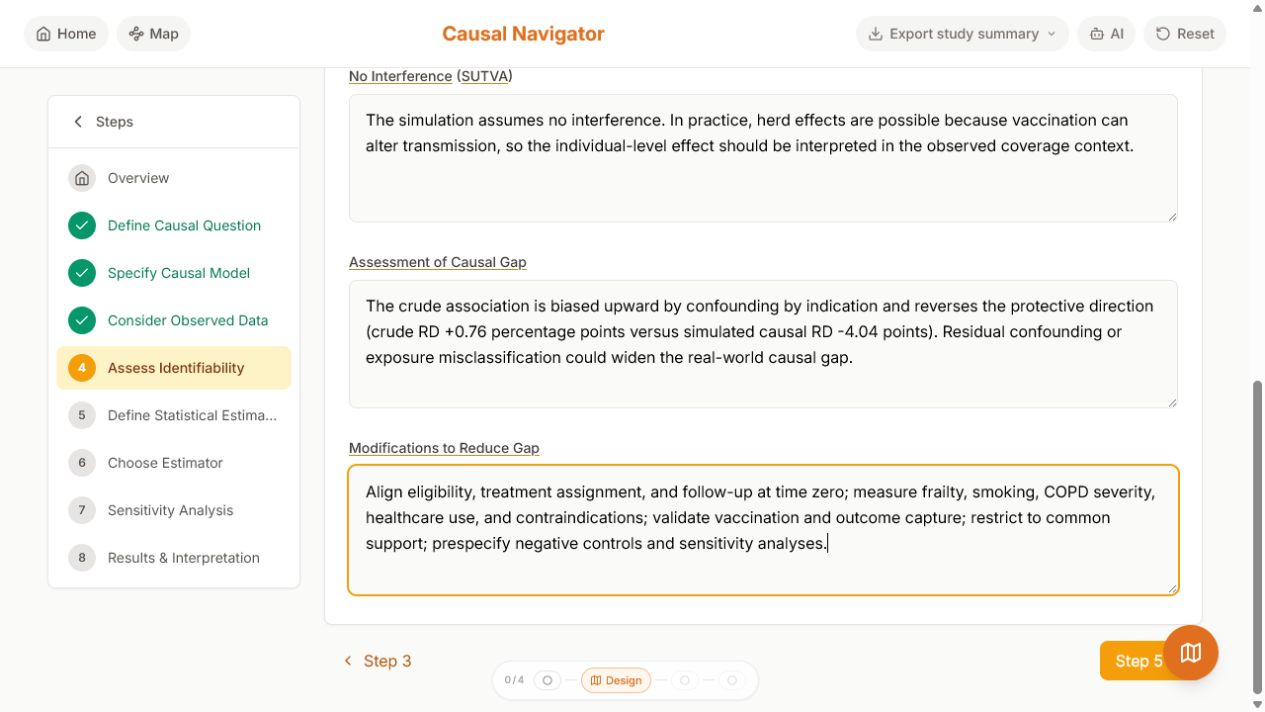 Home
Map
Causal Navigator
Export study summary
AI
Reset
Steps
Overview
Define Causal Question
Specify Causal Model
Consider Observed Data
4 Assess Identifiability
5 Define Statistical Estima...
6 Choose Estimator
7 Sensitivity Analysis
8 Results & Interpretation
No Interference (SUTVA)
The simulation assumes no interference. In practice, herd effects are possible because vaccination can
alter transmission, so the individual-level effect should be interpreted in the observed coverage context.
Assessment of Causal Gap
The crude association is biased upward by confounding by indication and reverses the protective direction
(crude RD +0.76 percentage points versus simulated causal RD -4.04 points). Residual confounding or
exposure misclassification could widen the real-world causal gap.
Modifications to Reduce Gap
Align eligibility, treatment assignment, and follow-up at time zero; measure frailty, smoking, COPD severity,
healthcare use, and contraindications; validate vaccination and outcome capture; restrict to common
support; prespecify negative controls and sensitivity analyses.
Step 3
0/4
Design
Step 5